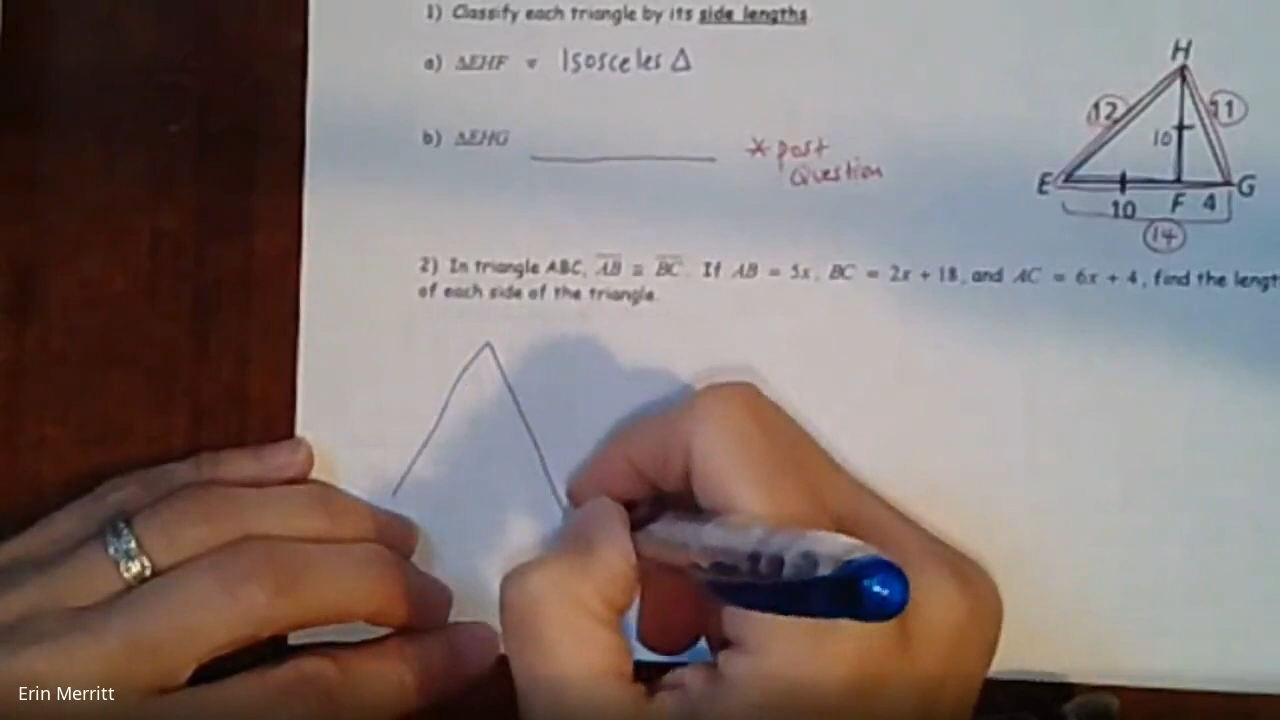 1) Classify each triangle by its side lengths.
a) ΔEHF Isosceles Δ
b) ΔEHG
* post
Question
H
12
11
10
E
G
10
F
4
14
2) In triangle ABC, AB ≅ BC. If AB = 5x, BC = 2x + 18, and AC = 6x + 4, find the lengt
of each side of the triangle.
Erin Merritt